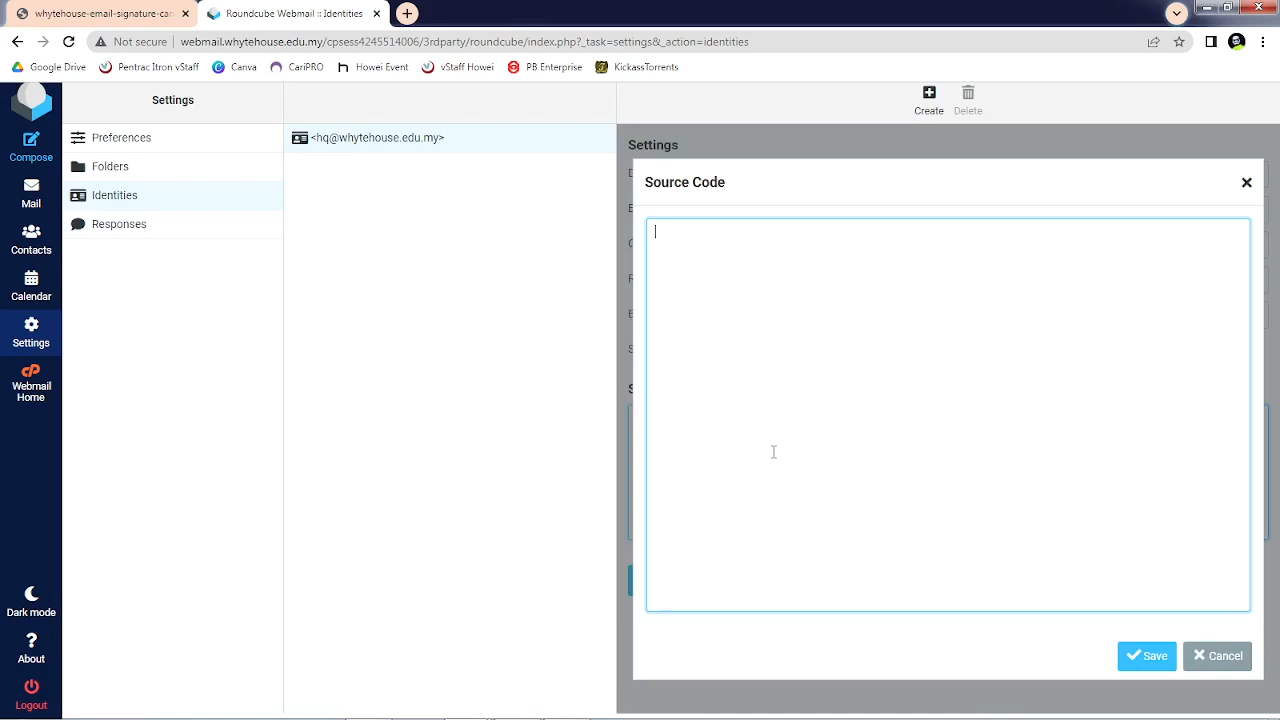 whytehouse-email-signature-car
Roundcube Webmail :: Identities
Not secure
webmail.whytehouse.edu.my/cpsess4245514006/3rdparty/roundcube/index.php?_task=settings&_action=identities
Google Drive
Pentrac Itron vStaff
Canva
CariPRO
Howei Event
vStaff Howei
PB Enterprise
KickassTorrents
Compose
Mail
Contacts
Calendar
Settings
cP
Webmail
Home
Dark mode
About
Logout
Settings
Preferences
Folders
Identities
Responses
<hq@whytehouse.edu.my>
Create
Delete
Settings
Source Code
Save
Cancel